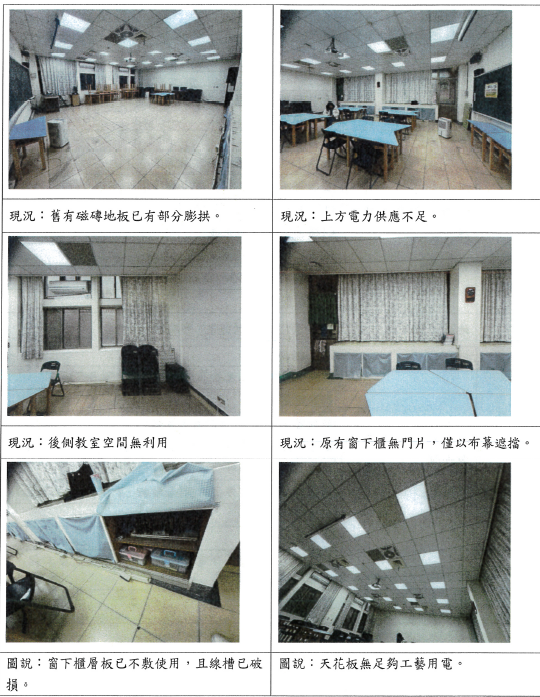 現況：舊有磁磚地板已有部分膨拱。
現況：上方電力供應不足。
現況：後側教室空間無利用
現況：原有窗下櫃無門片，僅以布幕遮擋。
圖說：窗下櫃層板已不敷使用，且線槽已破
損。
圖說：天花板無足夠工藝用電。